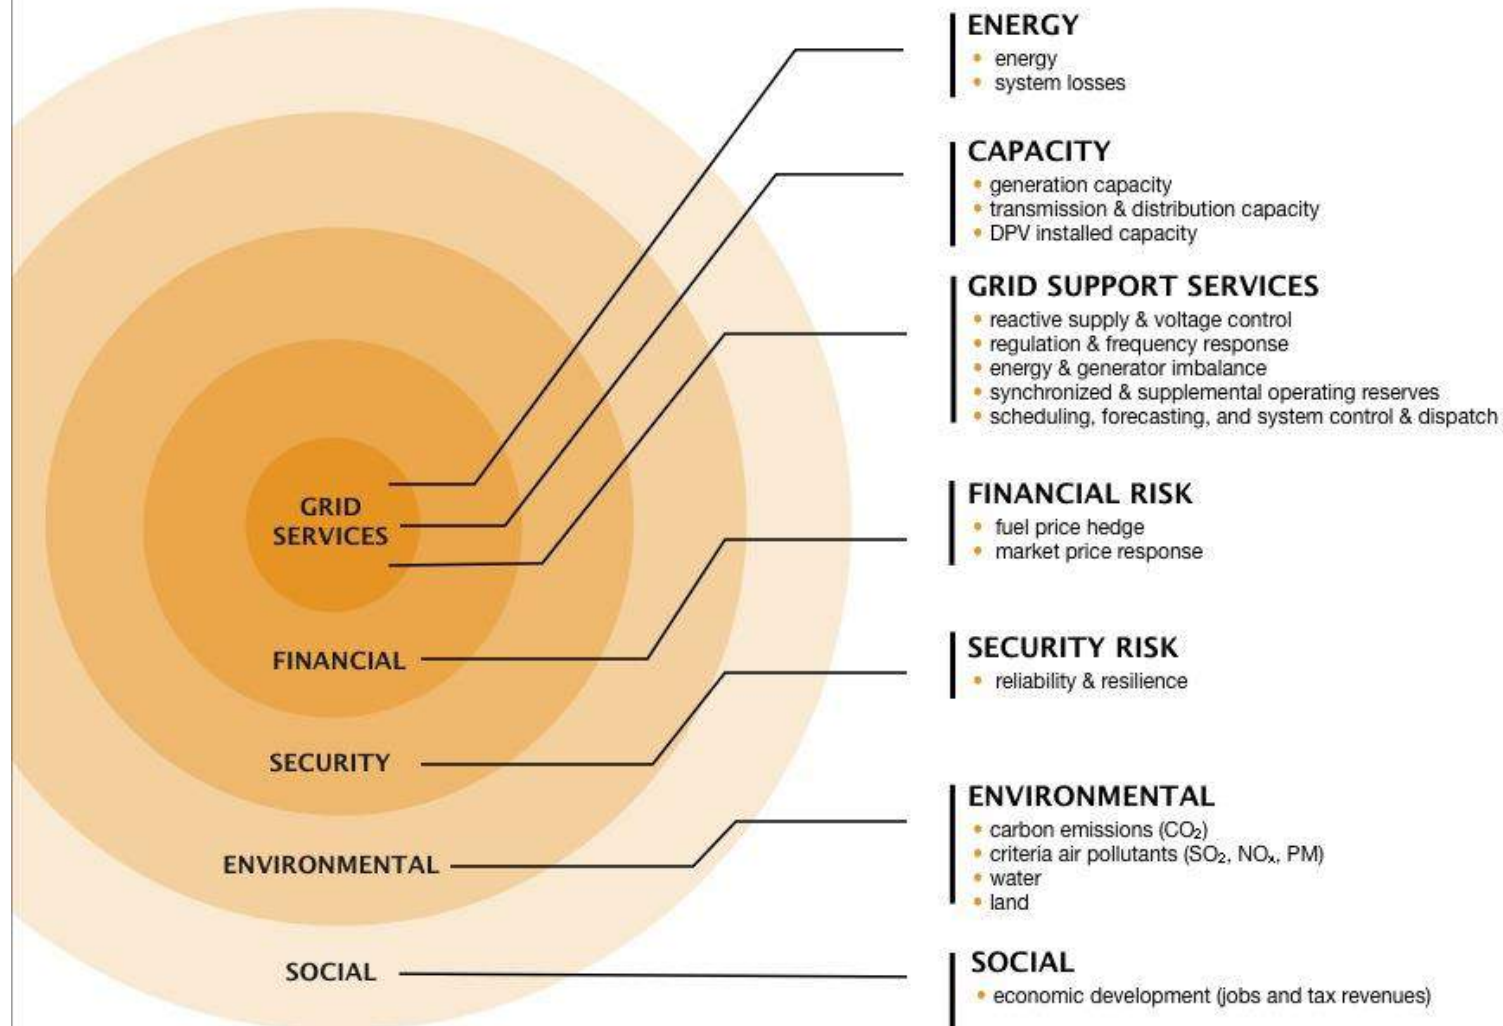 GRID
SERVICES
FINANCIAL
SECURITY
ENVIRONMENTAL
SOCIAL
ENERGY
• energy
• system losses
CAPACITY
• generation capacity
• transmission & distribution capacity
• DPV installed capacity
GRID SUPPORT SERVICES
• reactive supply & voltage control
• regulation & frequency response
• energy & generator imbalance
• synchronized & supplemental operating reserves
• scheduling, forecasting, and system control & dispatch
FINANCIAL RISK
• fuel price hedge
• market price response
SECURITY RISK
• reliability & resilience
ENVIRONMENTAL
• carbon emissions (CO₂)
• criteria air pollutants (SO₂, NOₓ, PM)
• water
• land
SOCIAL
• economic development (jobs and tax revenues)